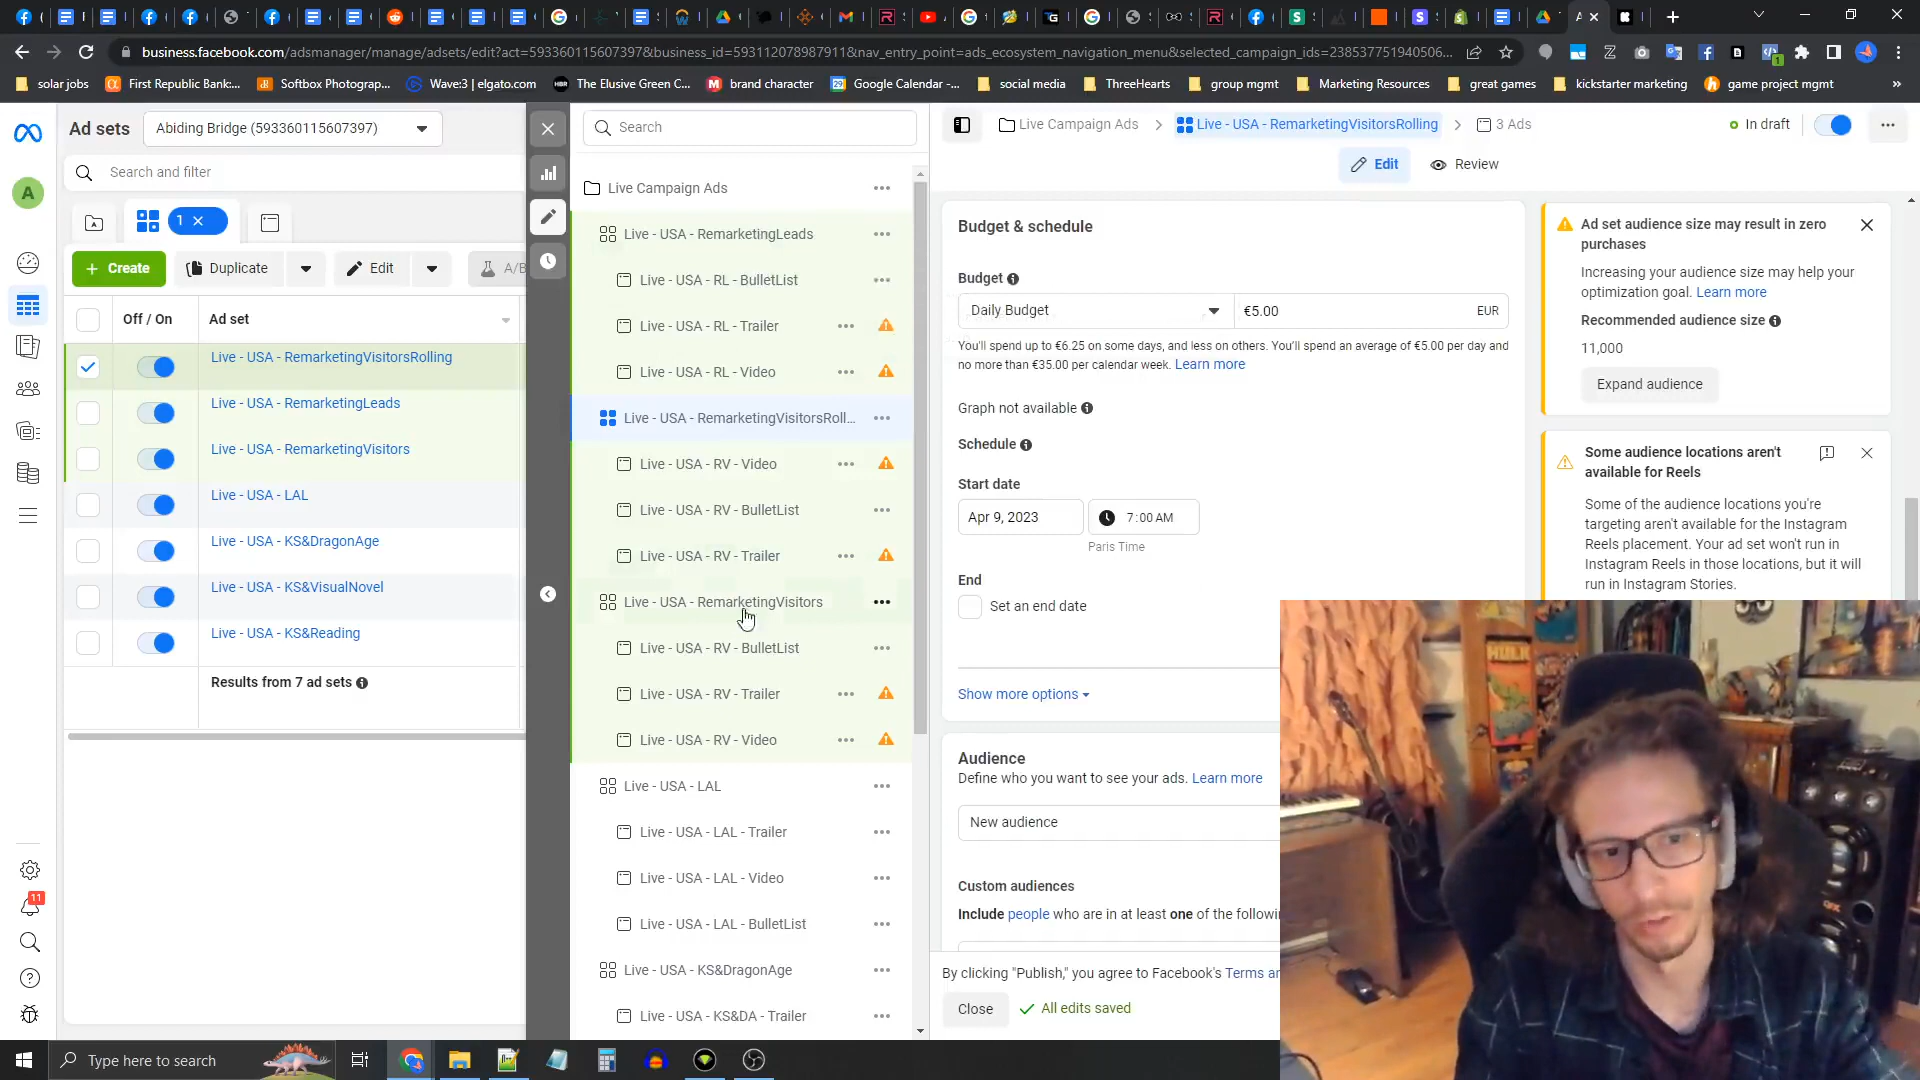 business.facebook.com/adsmanager/manage/adsets/edit?act=593360115607397&business_id=593112078987911&nav_entry_point=ads_ecosystem_navigation_menu&selected_campaign_ids=238537751940506...
solar jobs
First Republic Bank:...
Softbox Photograp...
Wave:3 | elgato.com
The Elusive Green C...
brand character
Google Calendar -...
social media
ThreeHearts
group mgmt
Marketing Resources
great games
kickstarter marketing
game project mgmt
Ad sets
Abiding Bridge (593360115607397)
Search and filter
A
1
Create
Duplicate
Edit
A/B
Off / On
Ad set
Live - USA - RemarketingVisitorsRolling
Live - USA - RemarketingLeads
Live - USA - RemarketingVisitors
Live - USA - LAL
Live - USA - KS&DragonAge
Live - USA - KS&VisualNovel
Live - USA - KS&Reading
Results from 7 ad sets
11
Search
Live Campaign Ads
Live - USA - RemarketingLeads
Live - USA - RL - BulletList
Live - USA - RL - Trailer
Live - USA - RL - Video
Live - USA - RemarketingVisitorsRoll...
Live - USA - RV - Video
Live - USA - RV - BulletList
Live - USA - RV - Trailer
Live - USA - RemarketingVisitors
Live - USA - RV - BulletList
Live - USA - RV - Trailer
Live - USA - RV - Video
Live - USA - LAL
Live - USA - LAL - Trailer
Live - USA - LAL - Video
Live - USA - LAL - BulletList
Live - USA - KS&DragonAge
Live - USA - KS&DA - Trailer
Live Campaign Ads
Live - USA - RemarketingVisitorsRolling
3 Ads
In draft
Edit
Review
Budget & schedule
Budget
Daily Budget
€5.00
EUR
You'll spend up to €6.25 on some days, and less on others. You'll spend an average of €5.00 per day and
no more than €35.00 per calendar week. Learn more
Graph not available
Schedule
Start date
Apr 9, 2023
7:00 AM
Paris Time
End
Set an end date
Show more options
Audience
Define who you want to see your ads. Learn more
New audience
Custom audiences
Include people who are in at least one of the followi
By clicking "Publish," you agree to Facebook's Terms an
Close
All edits saved
Ad set audience size may result in zero
purchases
Increasing your audience size may help your
optimization goal. Learn more
Recommended audience size
11,000
Expand audience
Some audience locations aren't
available for Reels
Some of the audience locations you're
targeting aren't available for the Instagram
Reels placement. Your ad set won't run in
Instagram Reels in those locations, but it will
run in Instagram Stories.
Type here to search